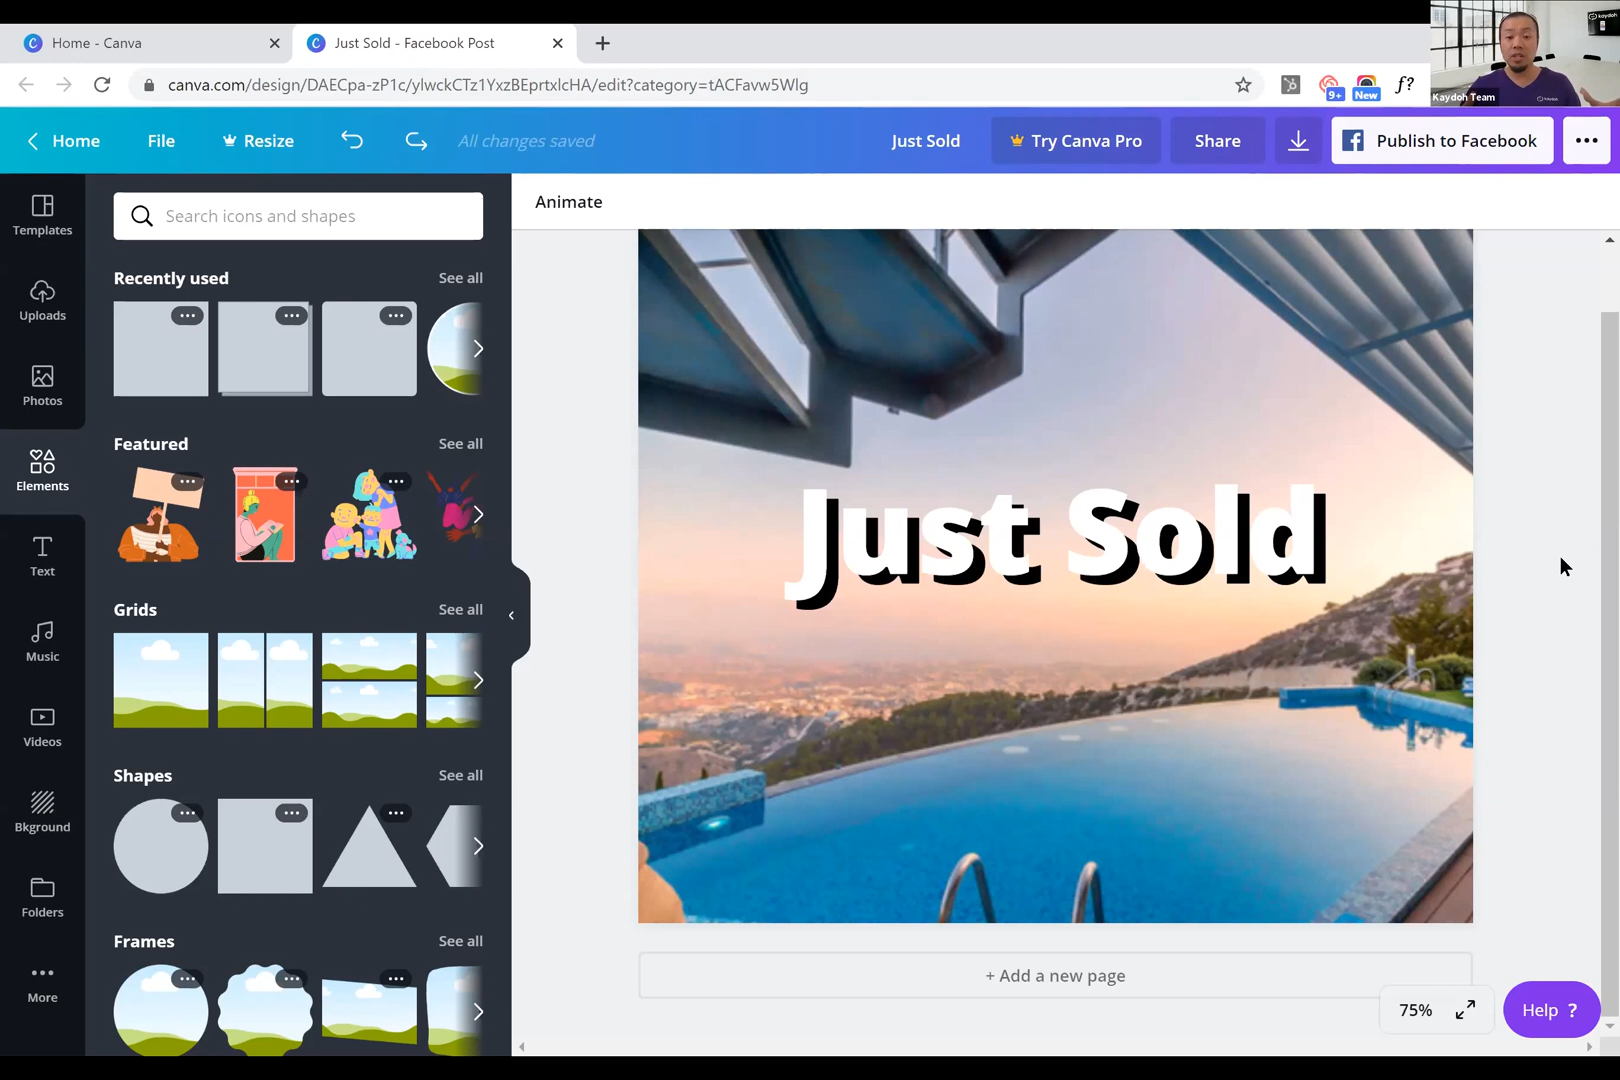 Home - Canva
Just Sold - Facebook Post
canva.com/design/DAECpa-zP1c/ylwckCTz1YxzBEprtxlcHA/edit?category=tACFavw5Wlg
9+
New
f?
kaydoh
Kaydoh Team
Home
File
Resize
All changes saved
Just Sold
Try Canva Pro
Share
Publish to Facebook
Templates
Uploads
Photos
Elements
Text
Music
Videos
Bkground
Folders
More
Search icons and shapes
Recently used See all
Featured See all
Grids See all
Shapes See all
Frames See all
Animate
Just Sold
+ Add a new page
75%
Help ?